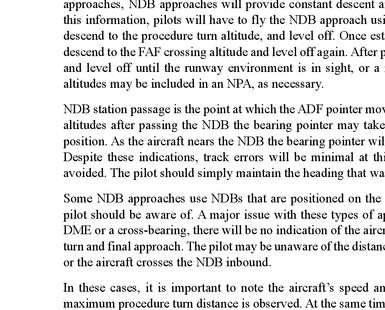 approaches, NDB approaches will provide constant descent a
this information, pilots will have to fly the NDB approach usi
descend to the procedure turn altitude, and level off. Once est
descend to the FAF crossing altitude and level off again. After p
and level off until the runway environment is in sight, or a
altitudes may be included in an NPA, as necessary.
NDB station passage is the point at which the ADF pointer mov
altitudes after passing the NDB the bearing pointer may take
position. As the aircraft nears the NDB the bearing pointer wil
Despite these indications, track errors will be minimal at thi
avoided. The pilot should simply maintain the heading that wa
Some NDB approaches use NDBs that are positioned on the
pilot should be aware of. A major issue with these types of ap
DME or a cross-bearing, there will be no indication of the aircr
turn and final approach. The pilot may be unaware of the distanc
or the aircraft crosses the NDB inbound.
In these cases, it is important to note the aircraft’s speed an
maximum procedure turn distance is observed. At the same tim